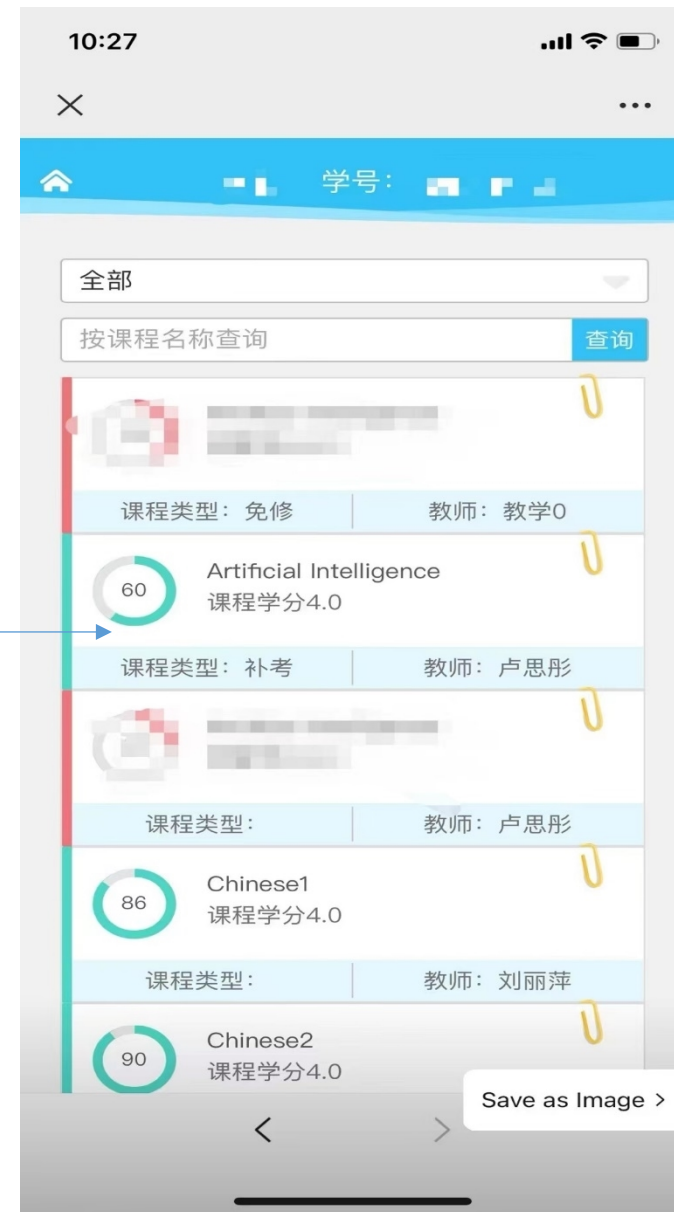 10:27
学号:
全部
按课程名称查询 查询
课程类型: 免修 教师: 教学0
60
Artificial Intelligence
课程学分4.0
课程类型: 补考 教师: 卢思彤
课程类型: 教师: 卢思彤
86
Chinese1
课程学分4.0
课程类型: 教师: 刘丽萍
90
Chinese2
课程学分4.0
Save as Image >